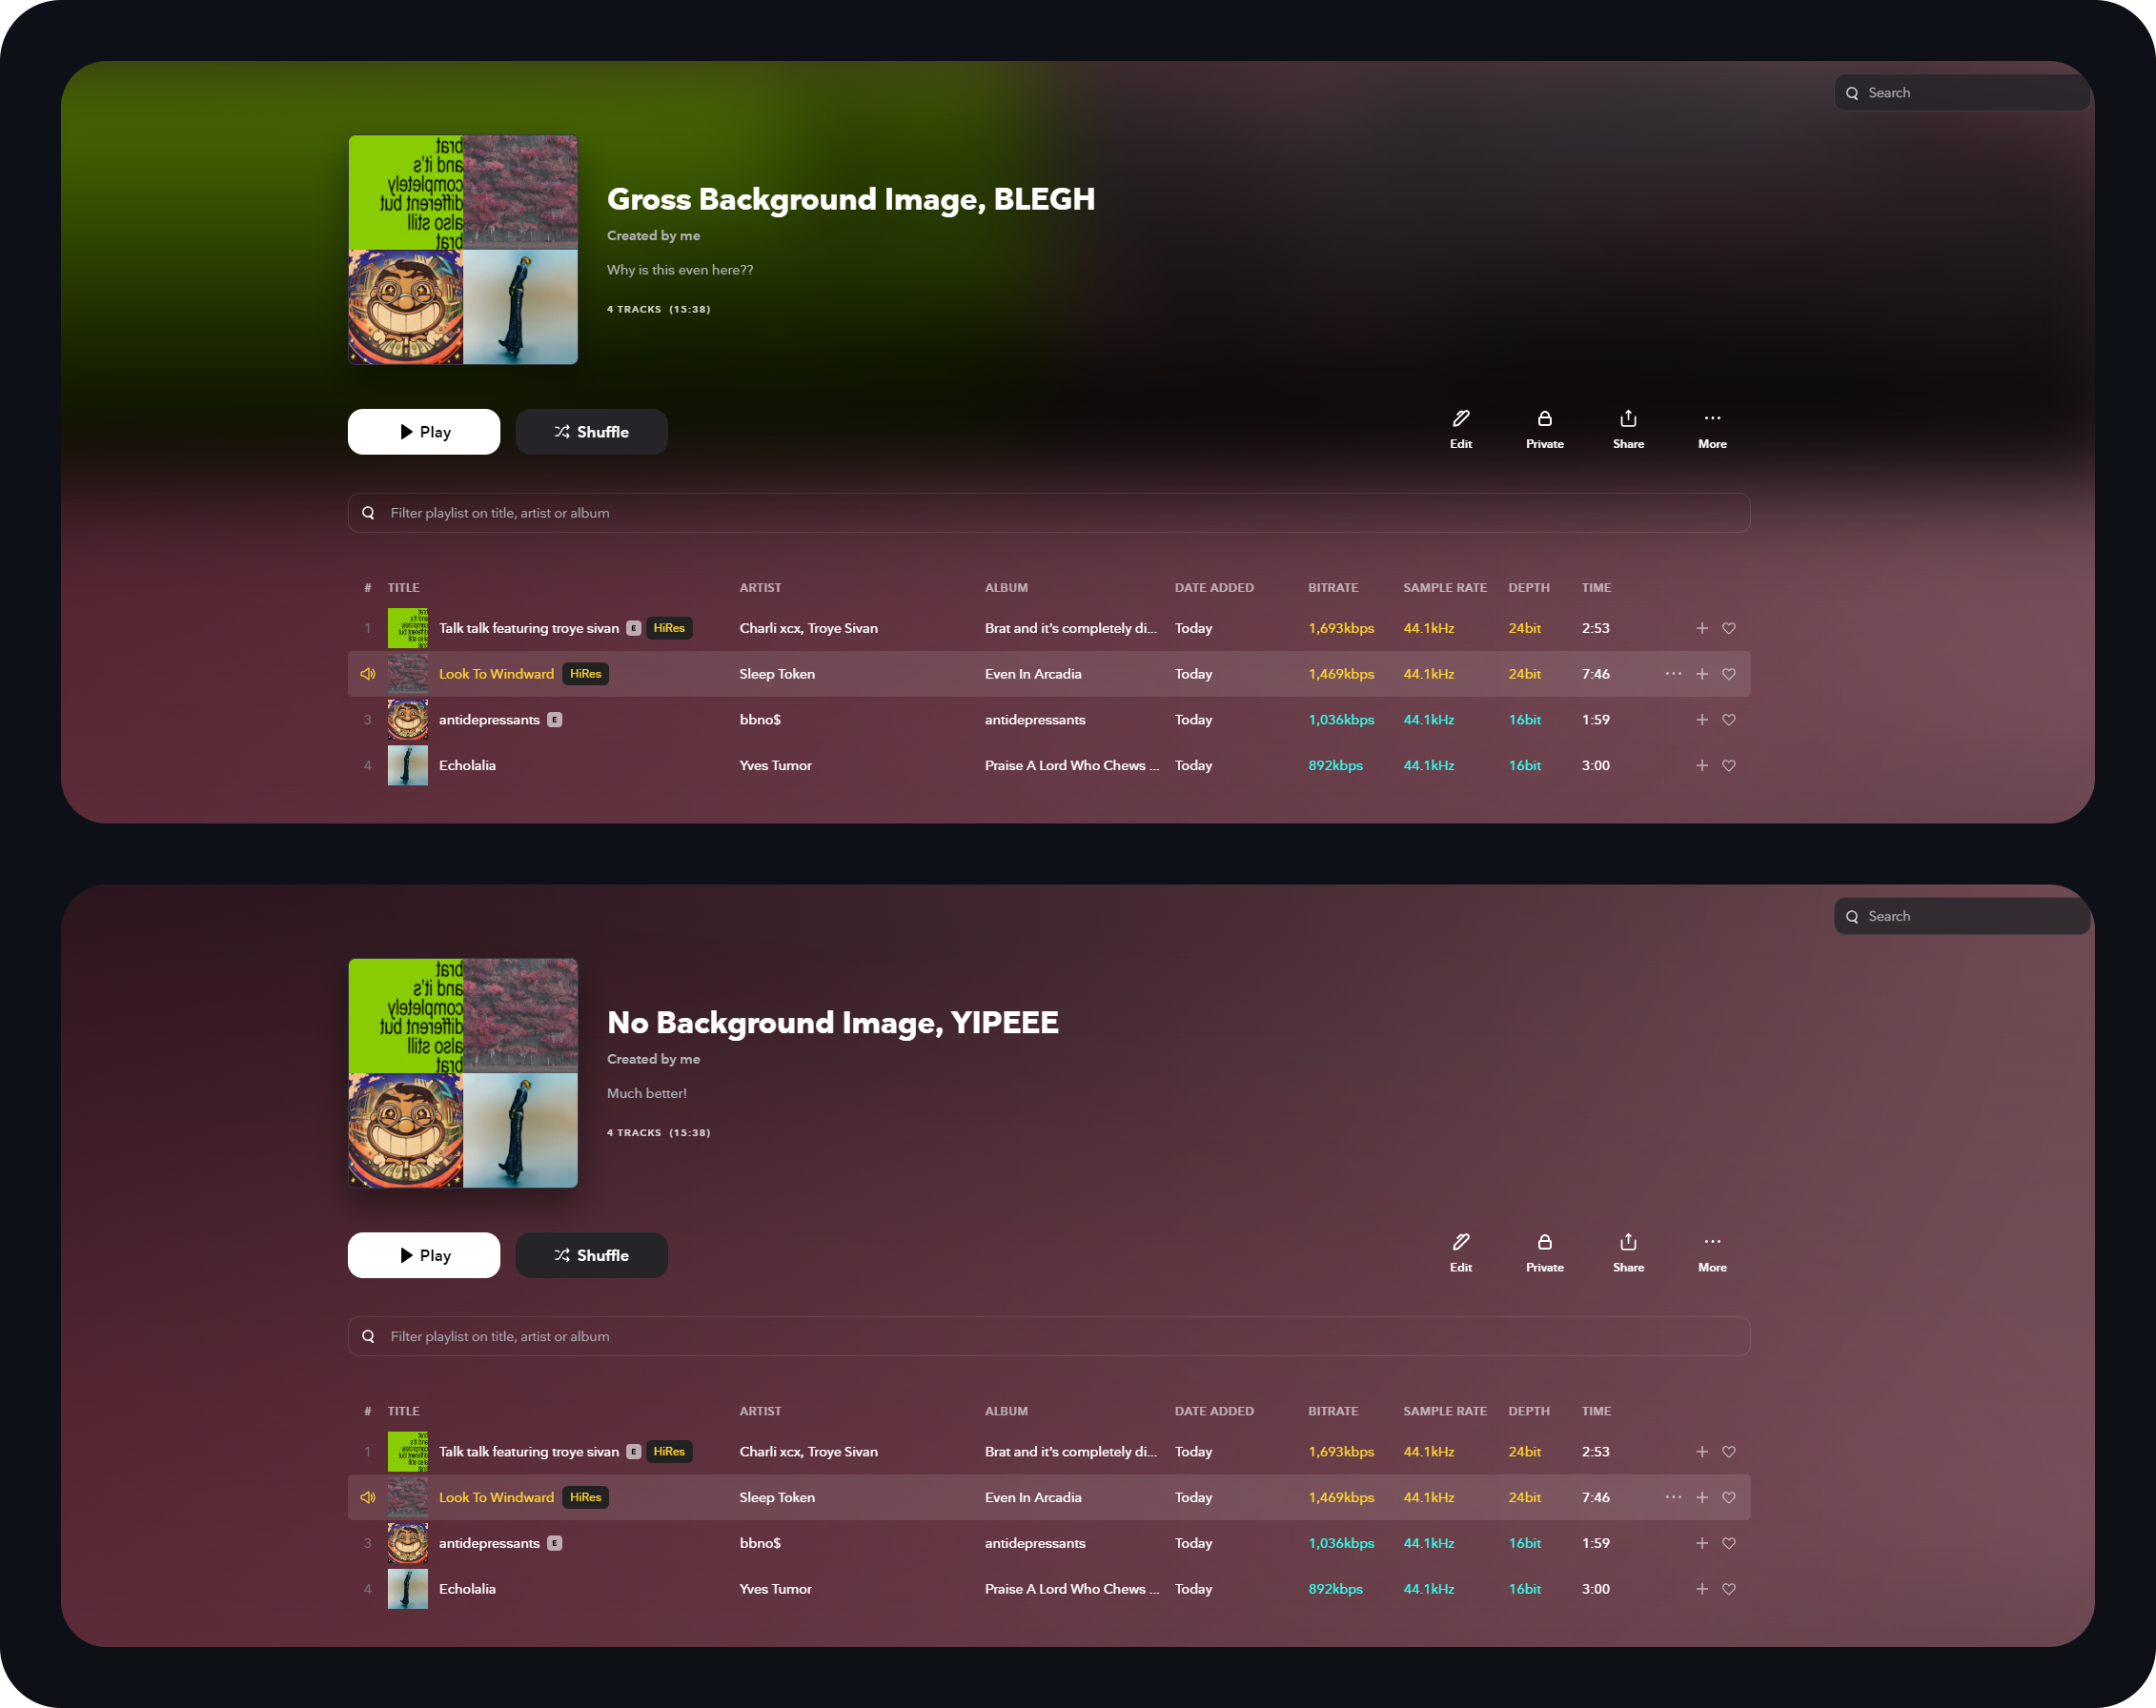 Search
brat
and it's
completely
different but
also still
brat
Gross Background Image, BLEGH
Created by me
Why is this even here??
4 TRACKS (15:38)
Play
Shuffle
Edit
Private
Share
More
Filter playlist on title, artist or album
# TITLE ARTIST ALBUM DATE ADDED BITRATE SAMPLE RATE DEPTH TIME
1 Talk talk featuring troye sivan E HiRes Charli xcx, Troye Sivan Brat and it's completely di... Today 1,693kbps 44.1kHz 24bit 2:53
Look To Windward HiRes Sleep Token Even In Arcadia Today 1,469kbps 44.1kHz 24bit 7:46
3 antidepressants E bbno$ antidepressants Today 1,036kbps 44.1kHz 16bit 1:59
4 Echolalia Yves Tumor Praise A Lord Who Chews ... Today 892kbps 44.1kHz 16bit 3:00
Search
brat
and it's
completely
different but
also still
brat
No Background Image, YIPEEE
Created by me
Much better!
4 TRACKS (15:38)
Play
Shuffle
Edit
Private
Share
More
Filter playlist on title, artist or album
# TITLE ARTIST ALBUM DATE ADDED BITRATE SAMPLE RATE DEPTH TIME
1 Talk talk featuring troye sivan E HiRes Charli xcx, Troye Sivan Brat and it's completely di... Today 1,693kbps 44.1kHz 24bit 2:53
Look To Windward HiRes Sleep Token Even In Arcadia Today 1,469kbps 44.1kHz 24bit 7:46
3 antidepressants E bbno$ antidepressants Today 1,036kbps 44.1kHz 16bit 1:59
4 Echolalia Yves Tumor Praise A Lord Who Chews ... Today 892kbps 44.1kHz 16bit 3:00